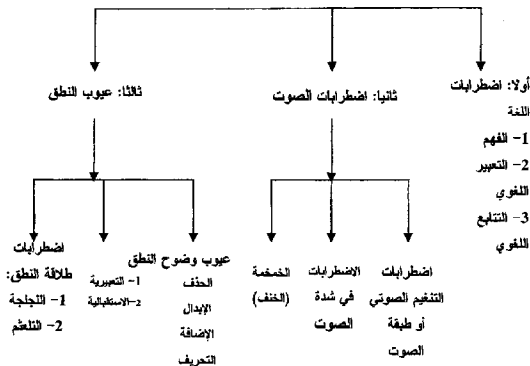 أولا: اضطرابات
اللغة
1- الفهم
2- التعبير
اللغوي
3- التتابع
اللغوي
ثانيا: اضطرابات الصوت
اضطرابات
التنغيم الصوتي
أو طبقة
الصوت
الاضطرابات
في شدة
الصوت
الخمخمة
(الخنف)
ثالثا: عيوب النطق
عيوب وضوح النطق
الحذف
الإبدال
الإضافة
التحريف
1- التعبيرية
2- الاستقبالية
اضطرابات
طلاقة النطق:
1- اللجلجة
2- التلعثم